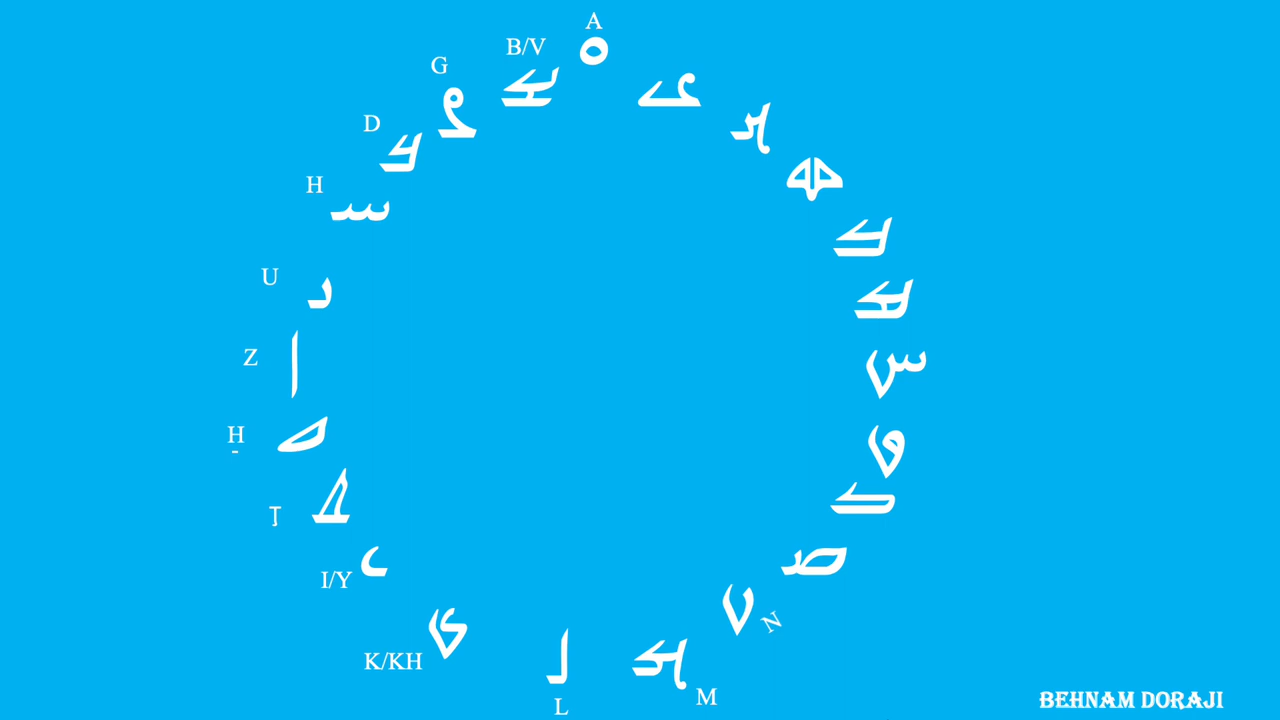 A ࡀ
B/V ࡁ
G ࡂ
D ࡃ
H ࡄ
U ࡅ
Z ࡆ
H̱ ࡇ
Ṭ ࡈ
I/Y ࡉ
K/KH ࡊ
L ࡋ
M ࡌ
N ࡍ
ࡎ
ࡏ
ࡐ
ࡑ
ࡒ
ࡓ
ࡔ
ࡕ
ࡖ
BEHNAM DORAJI